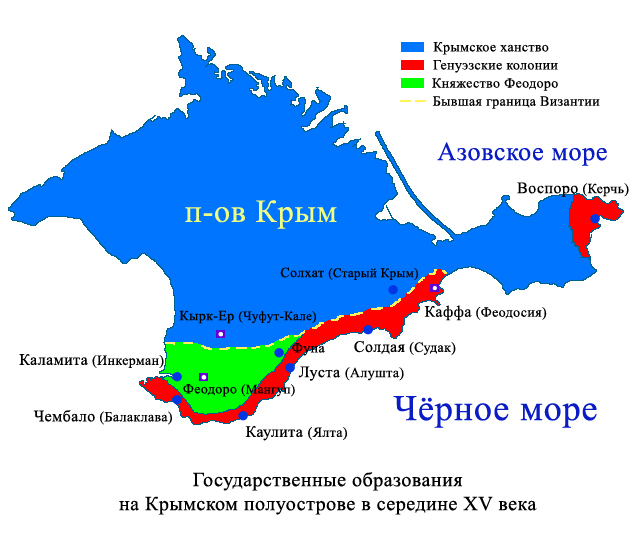 Крымское ханство
Генуэзские колонии
Княжество Феодоро
Бывшая граница Византии
Азовское море
Воспоро (Керчь)
п-ов Крым
Солхат (Старый Крым)
Кырк-Ер (Чуфут-Кале)
Каффа (Феодосия)
Фуна
Солдая (Судак)
Каламита (Инкерман)
Луста (Алушта)
Феодоро (Мангуп)
Чембало (Балаклава)
Чёрное море
Каулита (Ялта)
Государственные образования
на Крымском полуострове в середине XV века